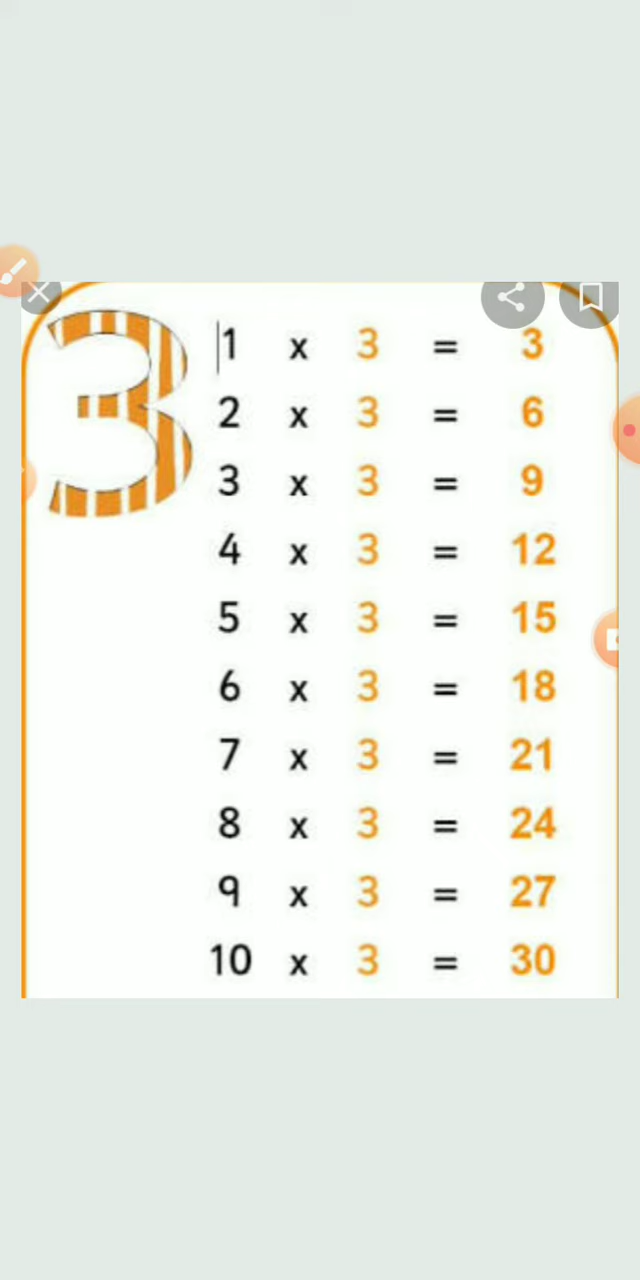 3
1 x 3 = 3
2 x 3 = 6
3 x 3 = 9
4 x 3 = 12
5 x 3 = 15
6 x 3 = 18
7 x 3 = 21
8 x 3 = 24
9 x 3 = 27
10 x 3 = 30